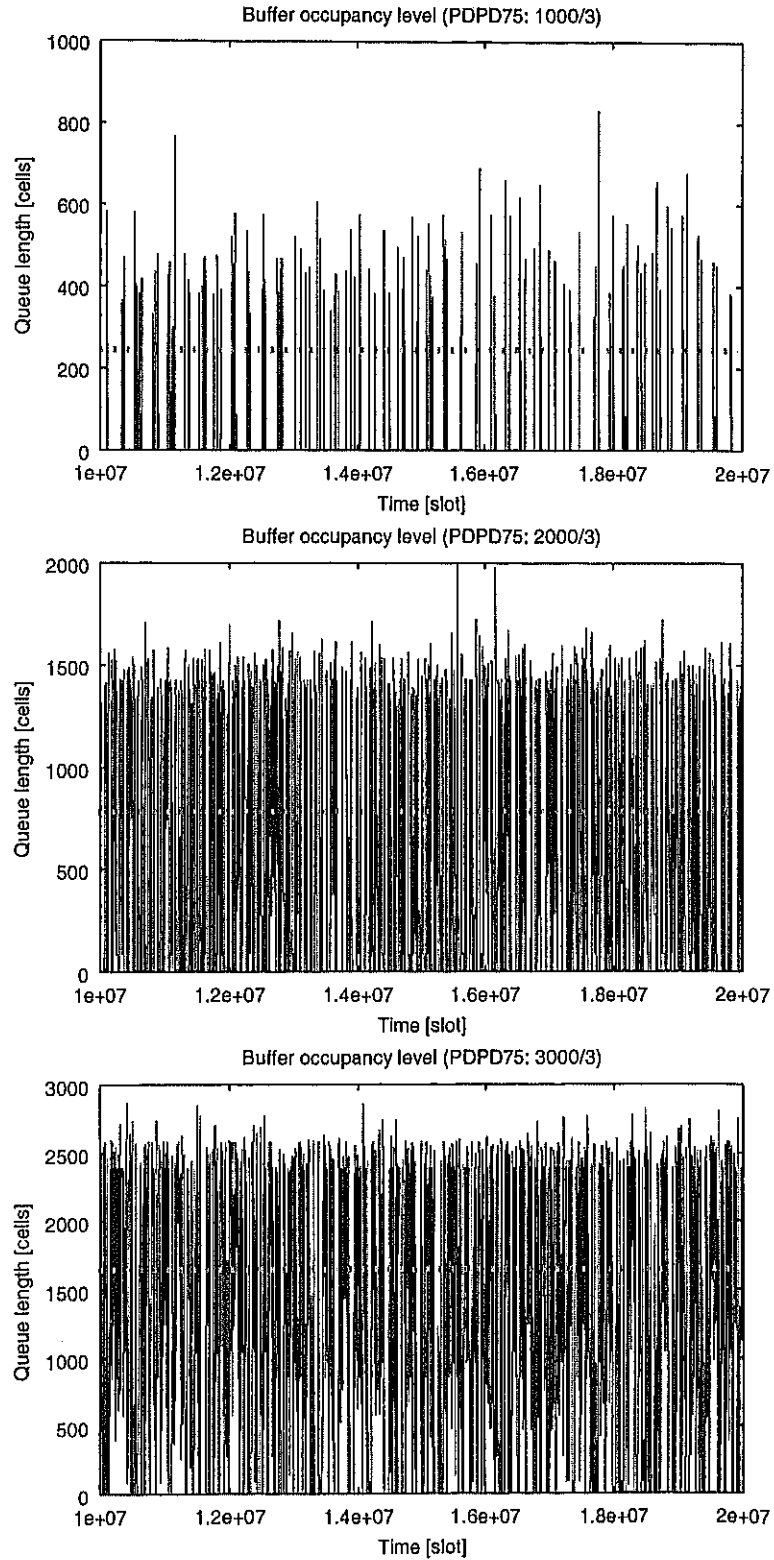 Buffer occupancy level (PDPD75: 1000/3)
1000
800
600
400
200
0
Queue length [cells]
1e+07 1.2e+07 1.4e+07 1.6e+07 1.8e+07 2e+07
Time [slot]
Buffer occupancy level (PDPD75: 2000/3)
2000
1500
1000
500
0
Queue length [cells]
1e+07 1.2e+07 1.4e+07 1.6e+07 1.8e+07 2e+07
Time [slot]
Buffer occupancy level (PDPD75: 3000/3)
3000
2500
2000
1500
1000
500
0
Queue length [cells]
1e+07 1.2e+07 1.4e+07 1.6e+07 1.8e+07 2e+07
Time [slot]